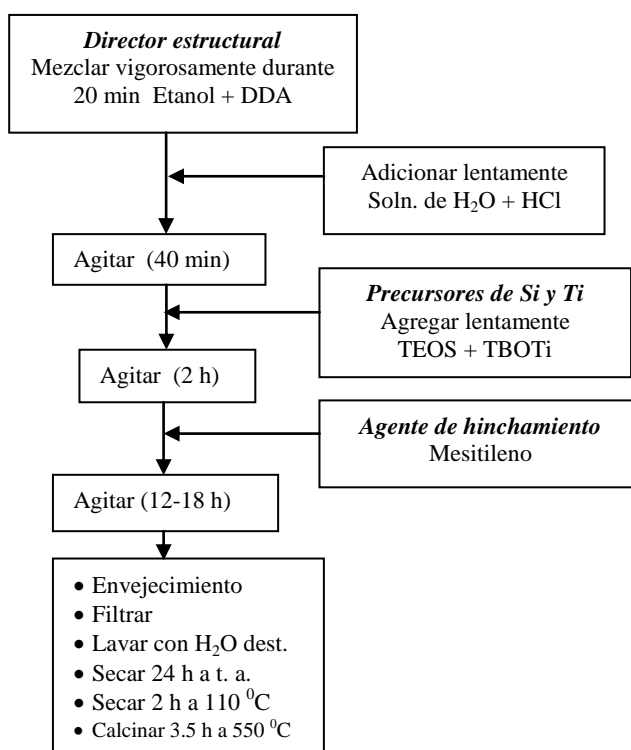 Director estructural
Mezclar vigorosamente durante
20 min  Etanol + DDA
Adicionar lentamente
Soln. de H₂O + HCl
Agitar (40 min)
Precursores de Si y Ti
Agregar lentamente
TEOS + TBOTi
Agitar  (2 h)
Agente de hinchamiento
Mesitileno
Agitar (12-18 h)
• Envejecimiento
• Filtrar
• Lavar con H₂O dest.
• Secar 24 h a t. a.
• Secar 2 h a 110 ⁰C
• Calcinar 3.5 h a 550 ⁰C